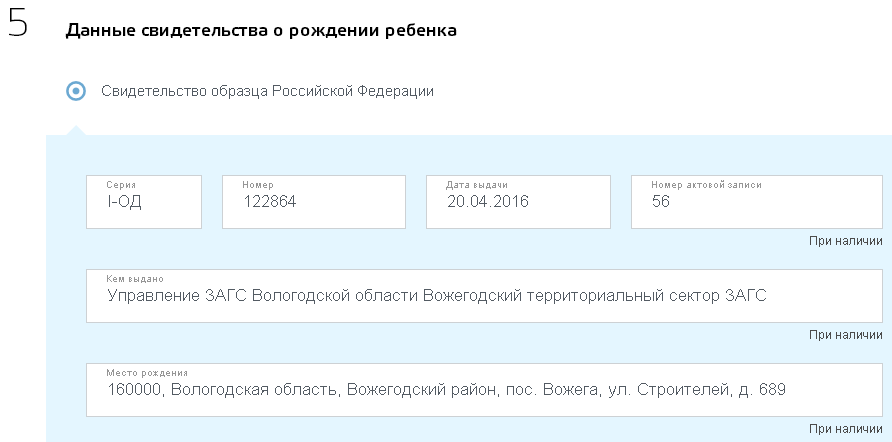 5
Данные свидетельства о рождении ребенка
Свидетельство образца Российской Федерации
Серия Номер Дата выдачи Номер актовой записи
I-ОД 122864 20.04.2016 56
При наличии
Кем выдано
Управление ЗАГС Вологодской области Вожегодский территориальный сектор ЗАГС
При наличии
Место рождения
160000, Вологодская область, Вожегодский район, пос. Вожега, ул. Строителей, д. 689
При наличии